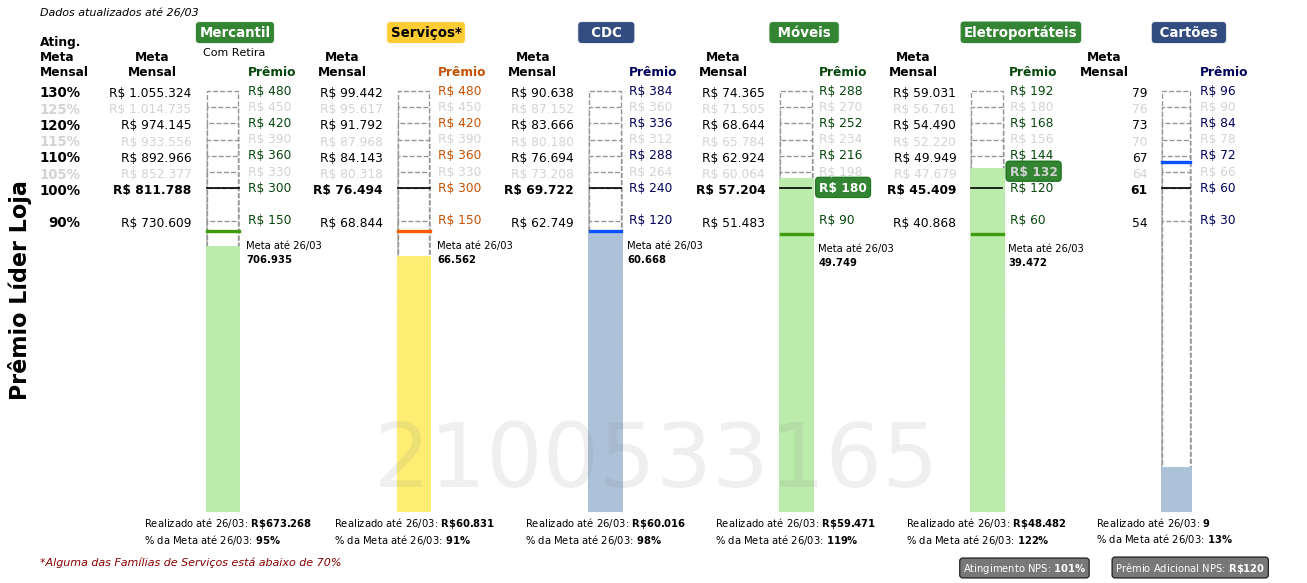 Dados atualizados até 26/03
Mercantil Serviços* CDC Móveis Eletroportáteis Cartões
Com Retira
Ating. Meta Mensal Meta Mensal Prêmio Meta Mensal Prêmio Meta Mensal Prêmio Meta Mensal Prêmio Meta Mensal Prêmio Meta Mensal Prêmio
130% R$ 1.055.324 R$ 480 R$ 99.442 R$ 480 R$ 90.638 R$ 384 R$ 74.365 R$ 288 R$ 59.031 R$ 192 79 R$ 96
125% R$ 1.014.735 R$ 450 R$ 95.617 R$ 450 R$ 87.152 R$ 360 R$ 71.505 R$ 270 R$ 56.761 R$ 180 76 R$ 90
120% R$ 974.145 R$ 420 R$ 91.792 R$ 420 R$ 83.666 R$ 336 R$ 68.644 R$ 252 R$ 54.490 R$ 168 73 R$ 84
115% R$ 933.556 R$ 390 R$ 87.968 R$ 390 R$ 80.180 R$ 312 R$ 65.784 R$ 234 R$ 52.220 R$ 156 70 R$ 78
110% R$ 892.966 R$ 360 R$ 84.143 R$ 360 R$ 76.694 R$ 288 R$ 62.924 R$ 216 R$ 49.949 R$ 144 67 R$ 72
105% R$ 852.377 R$ 330 R$ 80.318 R$ 330 R$ 73.208 R$ 264 R$ 60.064 R$ 198 R$ 47.679 R$ 132 64 R$ 66
100% R$ 811.788 R$ 300 R$ 76.494 R$ 300 R$ 69.722 R$ 240 R$ 57.204 R$ 180 R$ 45.409 R$ 120 61 R$ 60
90% R$ 730.609 R$ 150 R$ 68.844 R$ 150 R$ 62.749 R$ 120 R$ 51.483 R$ 90 R$ 40.868 R$ 60 54 R$ 30
Meta até 26/03 Meta até 26/03 Meta até 26/03 Meta até 26/03 Meta até 26/03
706.935 66.562 60.668 49.749 39.472
Prêmio Líder Loja
2100533165
Realizado até 26/03: R$673.268 Realizado até 26/03: R$60.831 Realizado até 26/03: R$60.016 Realizado até 26/03: R$59.471 Realizado até 26/03: R$48.482 Realizado até 26/03: 9
% da Meta até 26/03: 95% % da Meta até 26/03: 91% % da Meta até 26/03: 98% % da Meta até 26/03: 119% % da Meta até 26/03: 122% % da Meta até 26/03: 13%
*Alguma das Famílias de Serviços está abaixo de 70%
Atingimento NPS: 101% Prêmio Adicional NPS: R$120